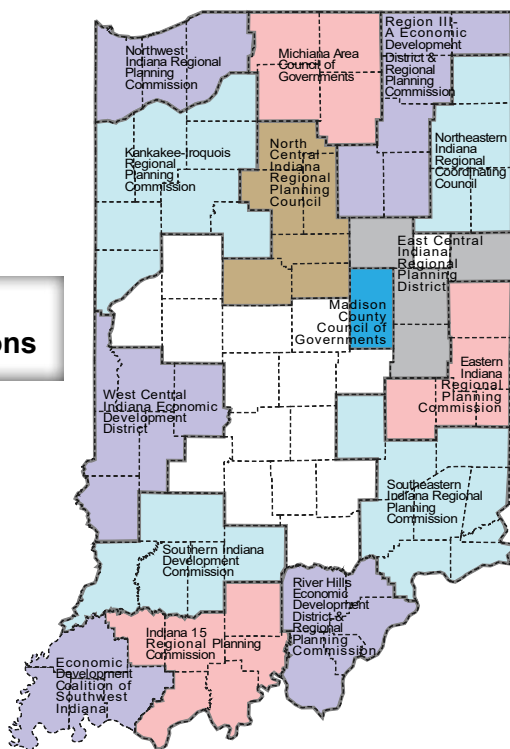 Northwest
Indiana Regional
Planning
Commission
Michiana Area
Council of
Governments
Region III-
A Economic
Development
District &
Regional
Planning
Commission
Kankakee-Iroquois
Regional
Planning
Commission
North
Central
Indiana
Regional
Planning
Council
Northeastern
Indiana
Regional
Coordinating
Council
East Central
Indiana
Regional
Planning
District
ons
Madison
County
Council of
Governments
Eastern
Indiana
Regional
Planning
Commission
West Central
Indiana Economic
Development
District
Southeastern
Indiana Regional
Planning
Commission
Southern Indiana
Development
Commission
River Hills
Economic
Development
District &
Regional
Planning
Commission
Indiana 15
Regional Planning
Commission
Economic
Development
Coalition of
Southwest
Indiana